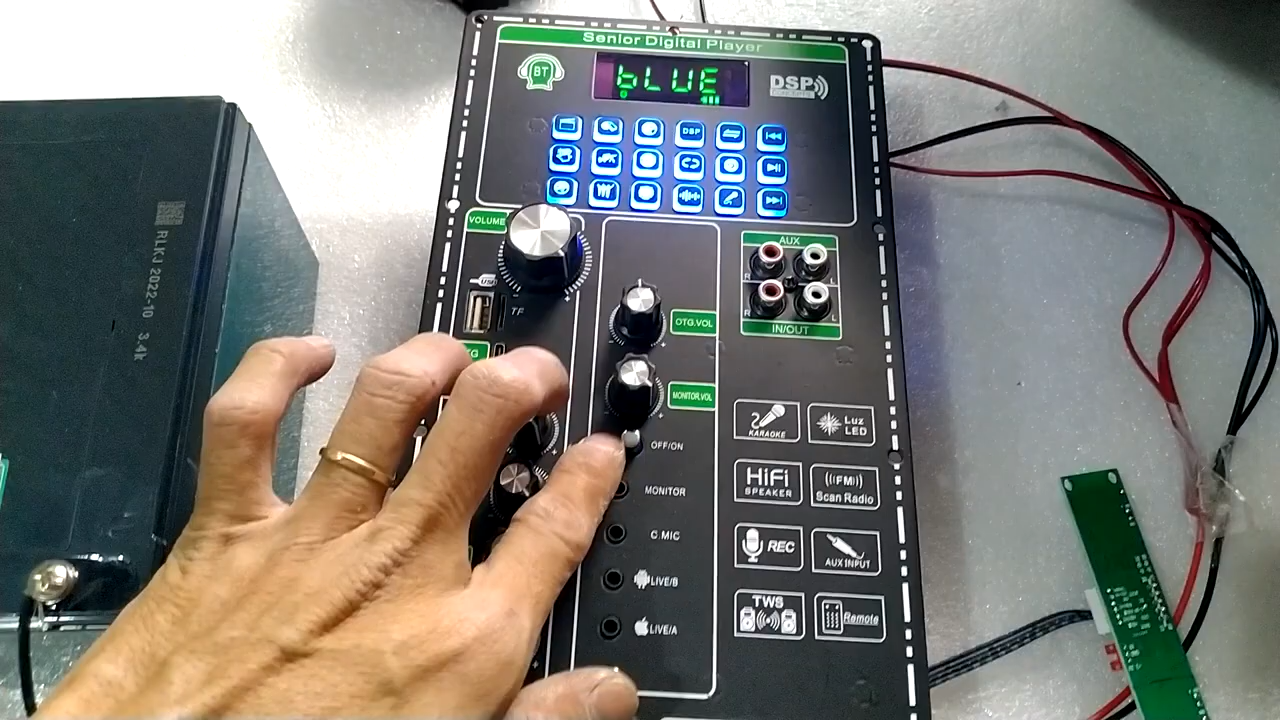 Senior Digital Player
BT
bLUE
DSP
DSP
VOLUME
AUX
R
L
R
L
IN/OUT
USB
TF
OTG.VOL
MONITOR.VOL
OFF/ON
MONITOR
C.MIC
LIVE/B
LIVE/A
KARAOKE
Luz
LED
HiFi
SPEAKER
((FM))
Scan Radio
REC
AUX INPUT
TWS
Remote
RLKJ 2022-10 3.4k